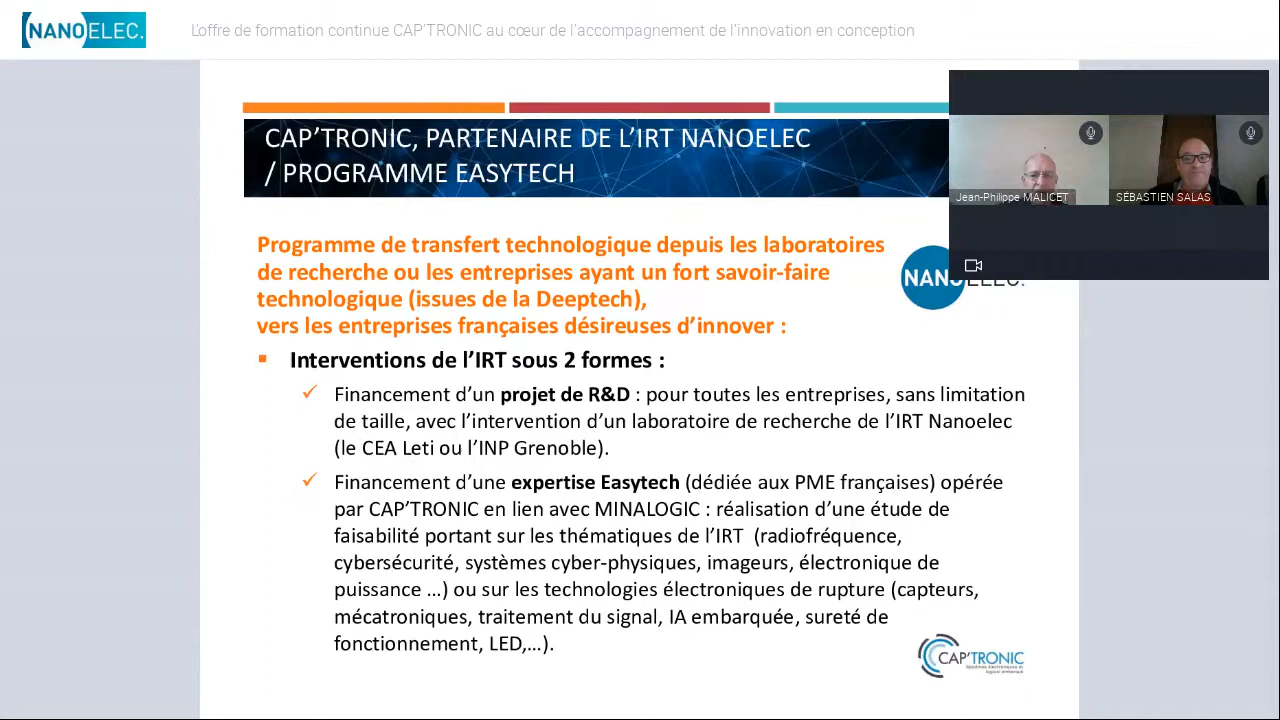 NANOELEC.
L'offre de formation continue CAP'TRONIC au cœur de l'accompagnement de l'innovation en conception
CAP'TRONIC, PARTENAIRE DE L'IRT NANOELEC
/ PROGRAMME EASYTECH
Jean-Philippe MALICET
SÉBASTIEN SALAS
Programme de transfert technologique depuis les laboratoires
de recherche ou les entreprises ayant un fort savoir-faire
technologique (issues de la Deeptech),
vers les entreprises françaises désireuses d'innover :
Interventions de l'IRT sous 2 formes :
Financement d'un projet de R&D : pour toutes les entreprises, sans limitation
de taille, avec l'intervention d'un laboratoire de recherche de l'IRT Nanoelec
(le CEA Leti ou l'INP Grenoble).
Financement d'une expertise Easytech (dédiée aux PME françaises) opérée
par CAP'TRONIC en lien avec MINALOGIC : réalisation d'une étude de
faisabilité portant sur les thématiques de l'IRT (radiofréquence,
cybersécurité, systèmes cyber-physiques, imageurs, électronique de
puissance ...) ou sur les technologies électroniques de rupture (capteurs,
mécatroniques, traitement du signal, IA embarquée, sureté de
fonctionnement, LED,...).
CAP'TRONIC